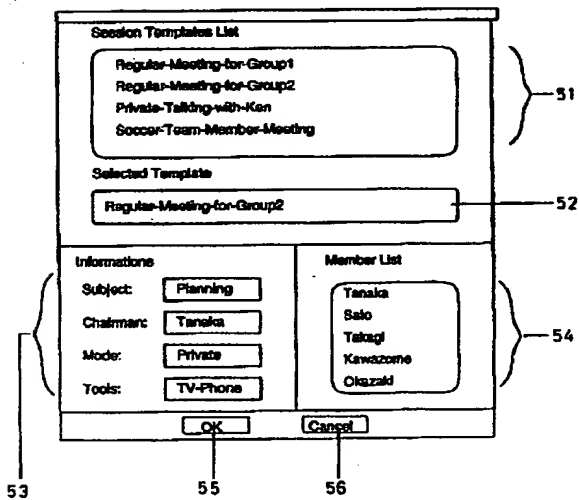 Session Templates List
Regular-Meeting-for-Group1
Regular-Meeting-for-Group2
Private-Talking-with-Ken
Soccer-Team-Member-Meeting
51
Selected Template
Regular-Meeting-for-Group2
52
Informations
Subject: Planning
Chairman: Tanaka
Mode: Private
Tools: TV-Phone
53
Member List
Tanaka
Saio
Takagi
Kawazome
Okazaki
54
OK
Cancel
55
56